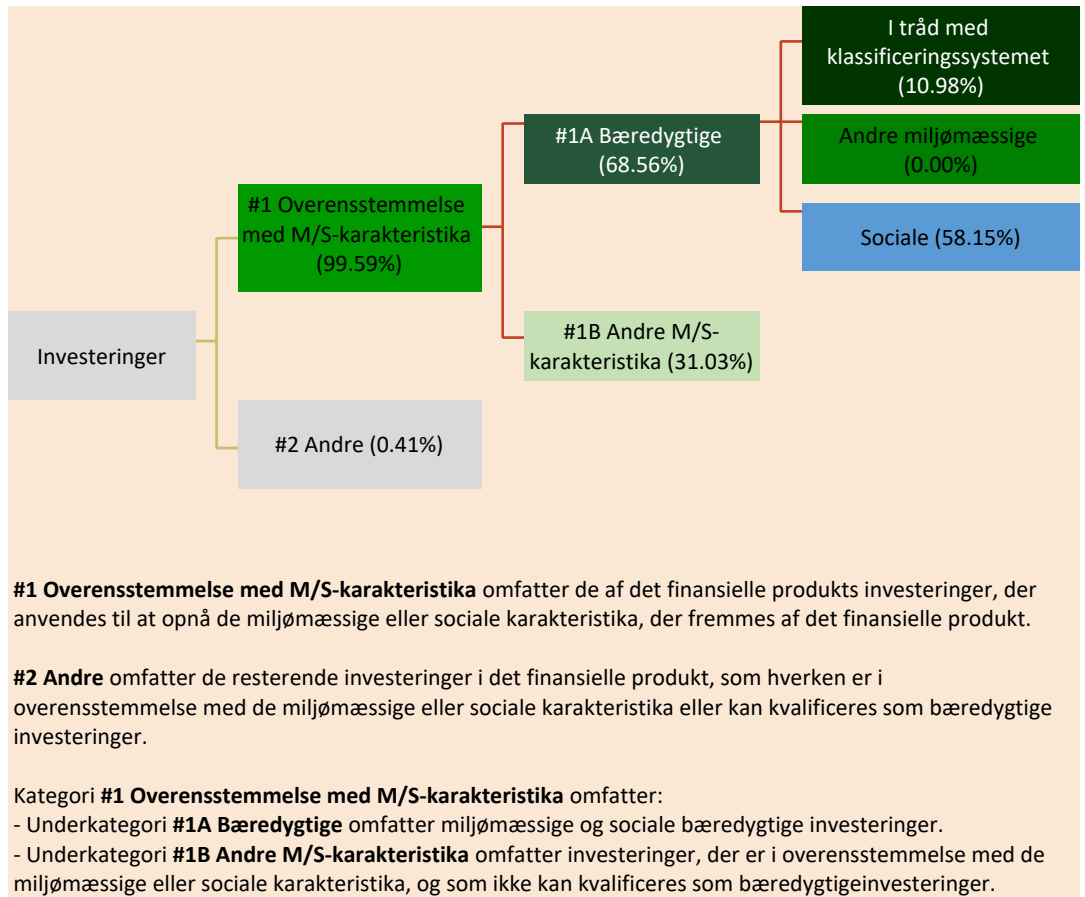 I tråd med
klassificeringssystemet
(10.98%)
#1A Bæredygtige
(68.56%)
Andre miljømæssige
(0.00%)
#1 Overensstemmelse
med M/S-karakteristika
(99.59%)
Sociale (58.15%)
Investeringer
#1B Andre M/S-
karakteristika (31.03%)
#2 Andre (0.41%)
#1 Overensstemmelse med M/S-karakteristika omfatter de af det finansielle produkts investeringer, der
anvendes til at opnå de miljømæssige eller sociale karakteristika, der fremmes af det finansielle produkt.
#2 Andre omfatter de resterende investeringer i det finansielle produkt, som hverken er i
overensstemmelse med de miljømæssige eller sociale karakteristika eller kan kvalificeres som bæredygtige
investeringer.
Kategori #1 Overensstemmelse med M/S-karakteristika omfatter:
- Underkategori #1A Bæredygtige omfatter miljømæssige og sociale bæredygtige investeringer.
- Underkategori #1B Andre M/S-karakteristika omfatter investeringer, der er i overensstemmelse med de
miljømæssige eller sociale karakteristika, og som ikke kan kvalificeres som bæredygtigeinvesteringer.